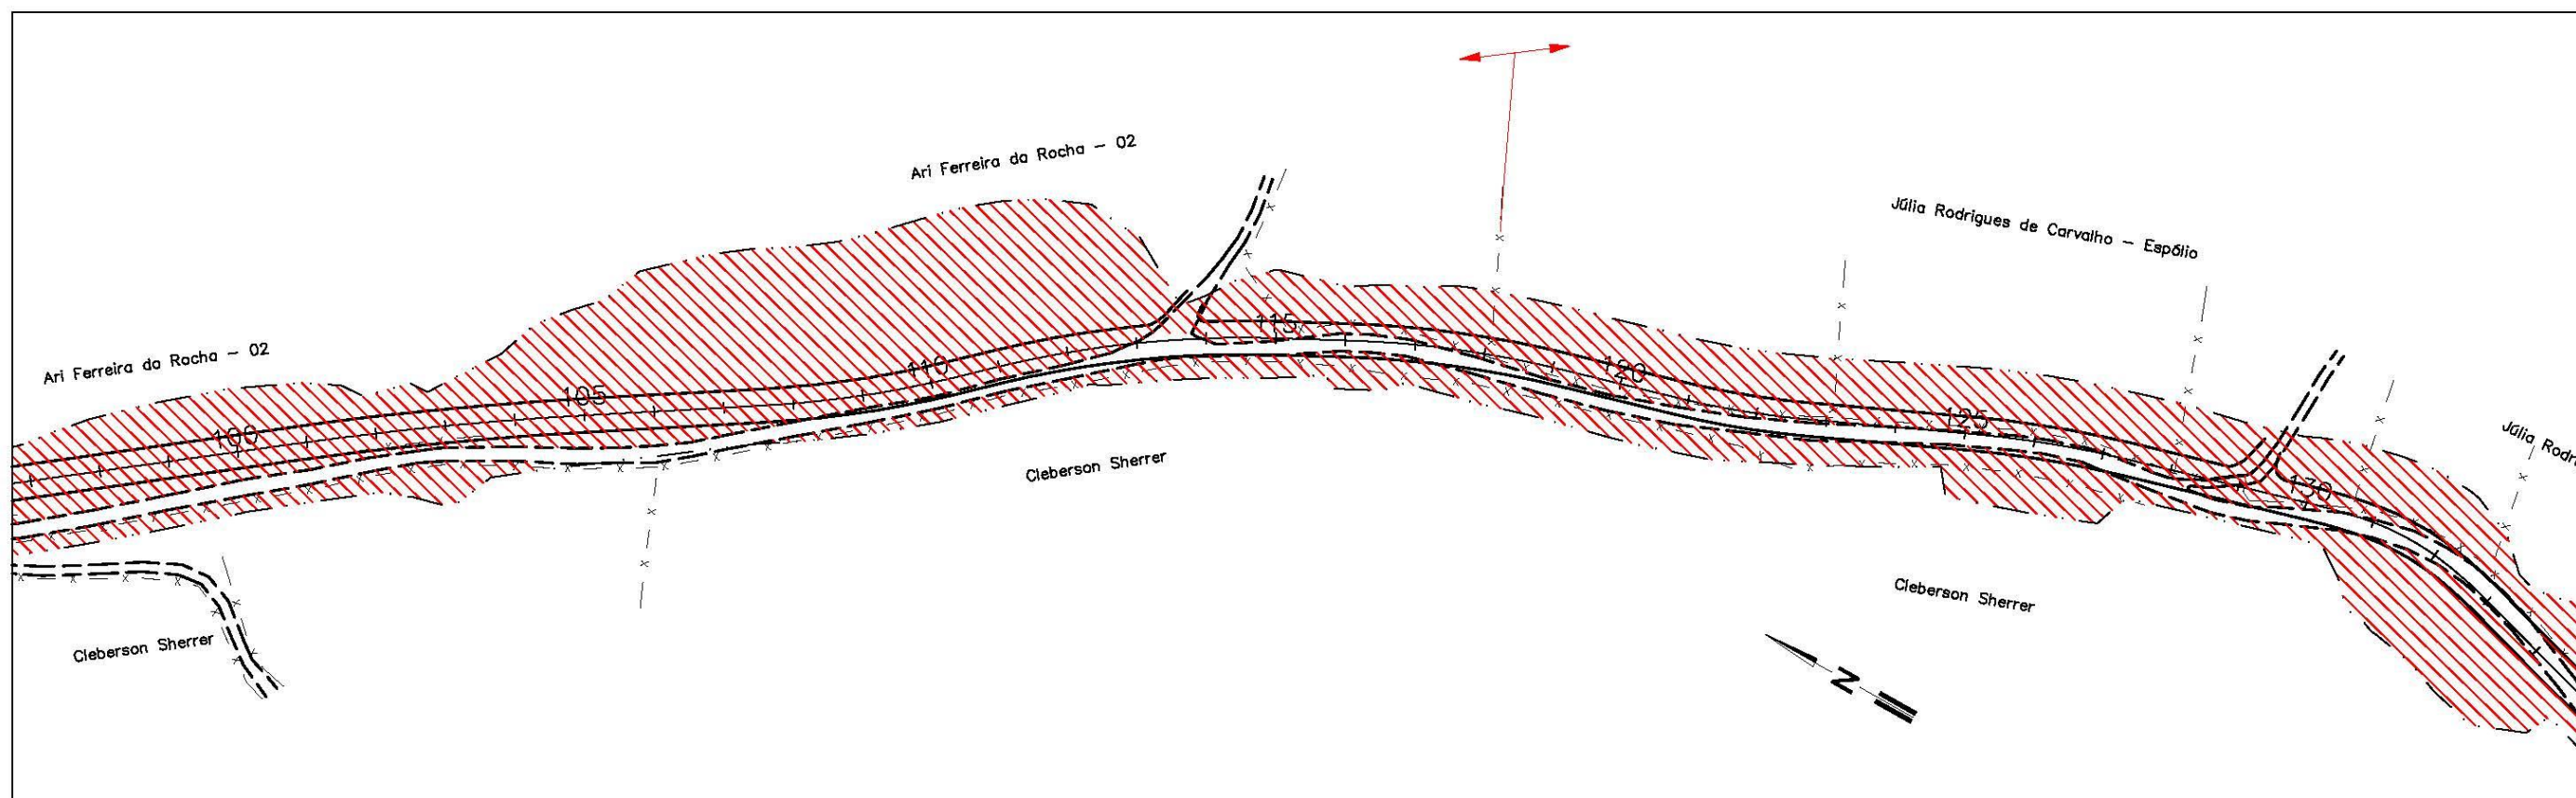 Ari Ferreira da Rocha - 02
Júlia Rodrigues de Carvalho - Espólio
115
Ari Ferreira da Rocha - 02
110
120
105
125
100
Júlia
Cleberson Sherrer
130
Cleberson Sherrer
Cleberson Sherrer
N